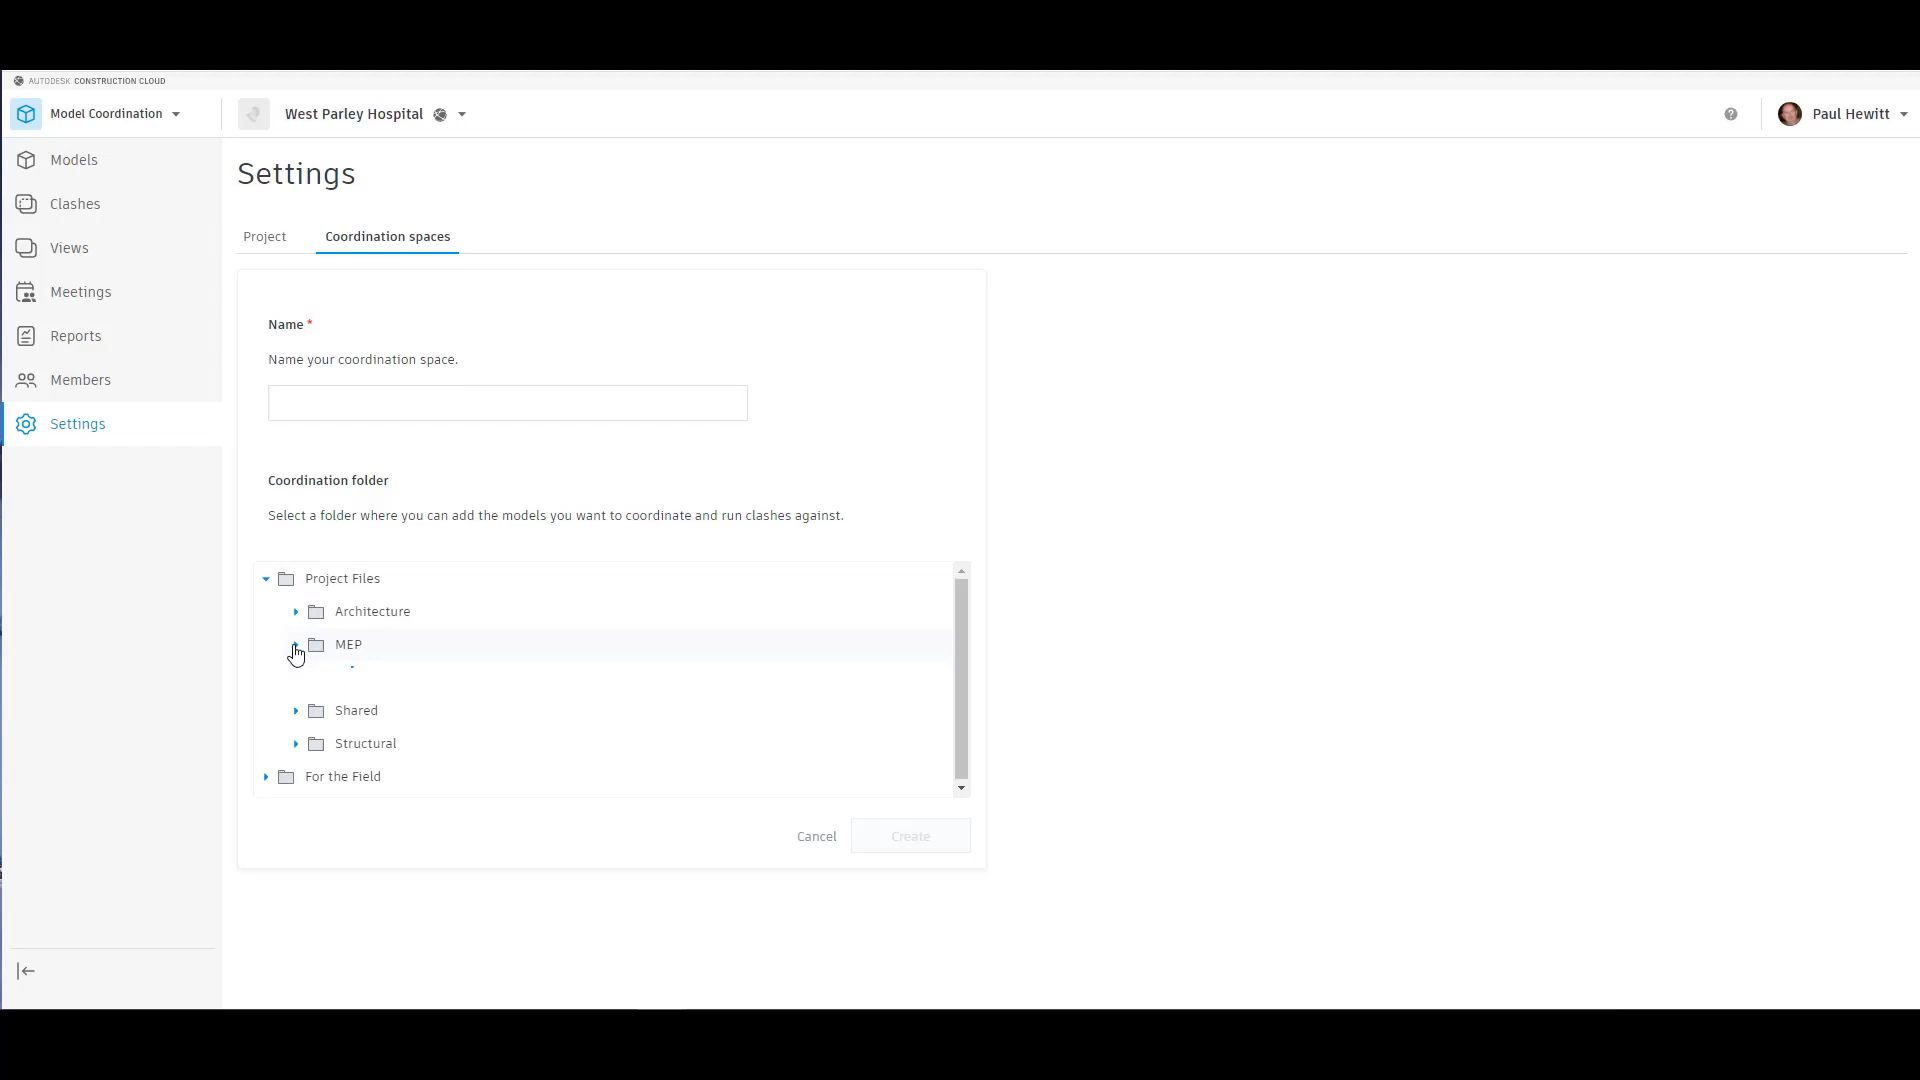 AUTODESK CONSTRUCTION CLOUD
Model Coordination
West Parley Hospital
Paul Hewitt
Models
Clashes
Views
Meetings
Reports
Members
Settings
Settings
Project
Coordination spaces
Name *
Name your coordination space.
Coordination folder
Select a folder where you can add the models you want to coordinate and run clashes against.
Project Files
Architecture
MEP
Shared
Structural
For the Field
Cancel
Create